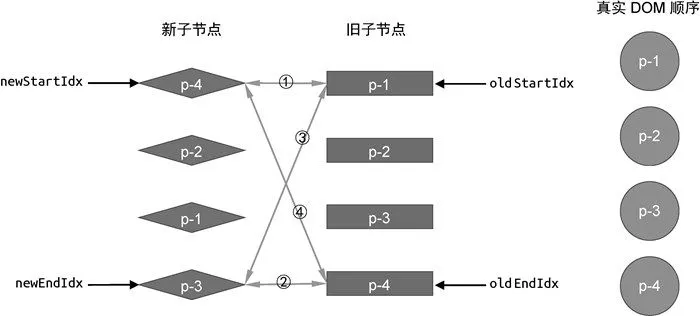 新子节点 旧子节点 真实 DOM 顺序
newStartIdx p-4 ① p-1 oldStartIdx p-1
p-2 ③ p-2 p-2
p-1 ④ p-3 p-3
newEndIdx p-3 ② p-4 oldEndIdx p-4